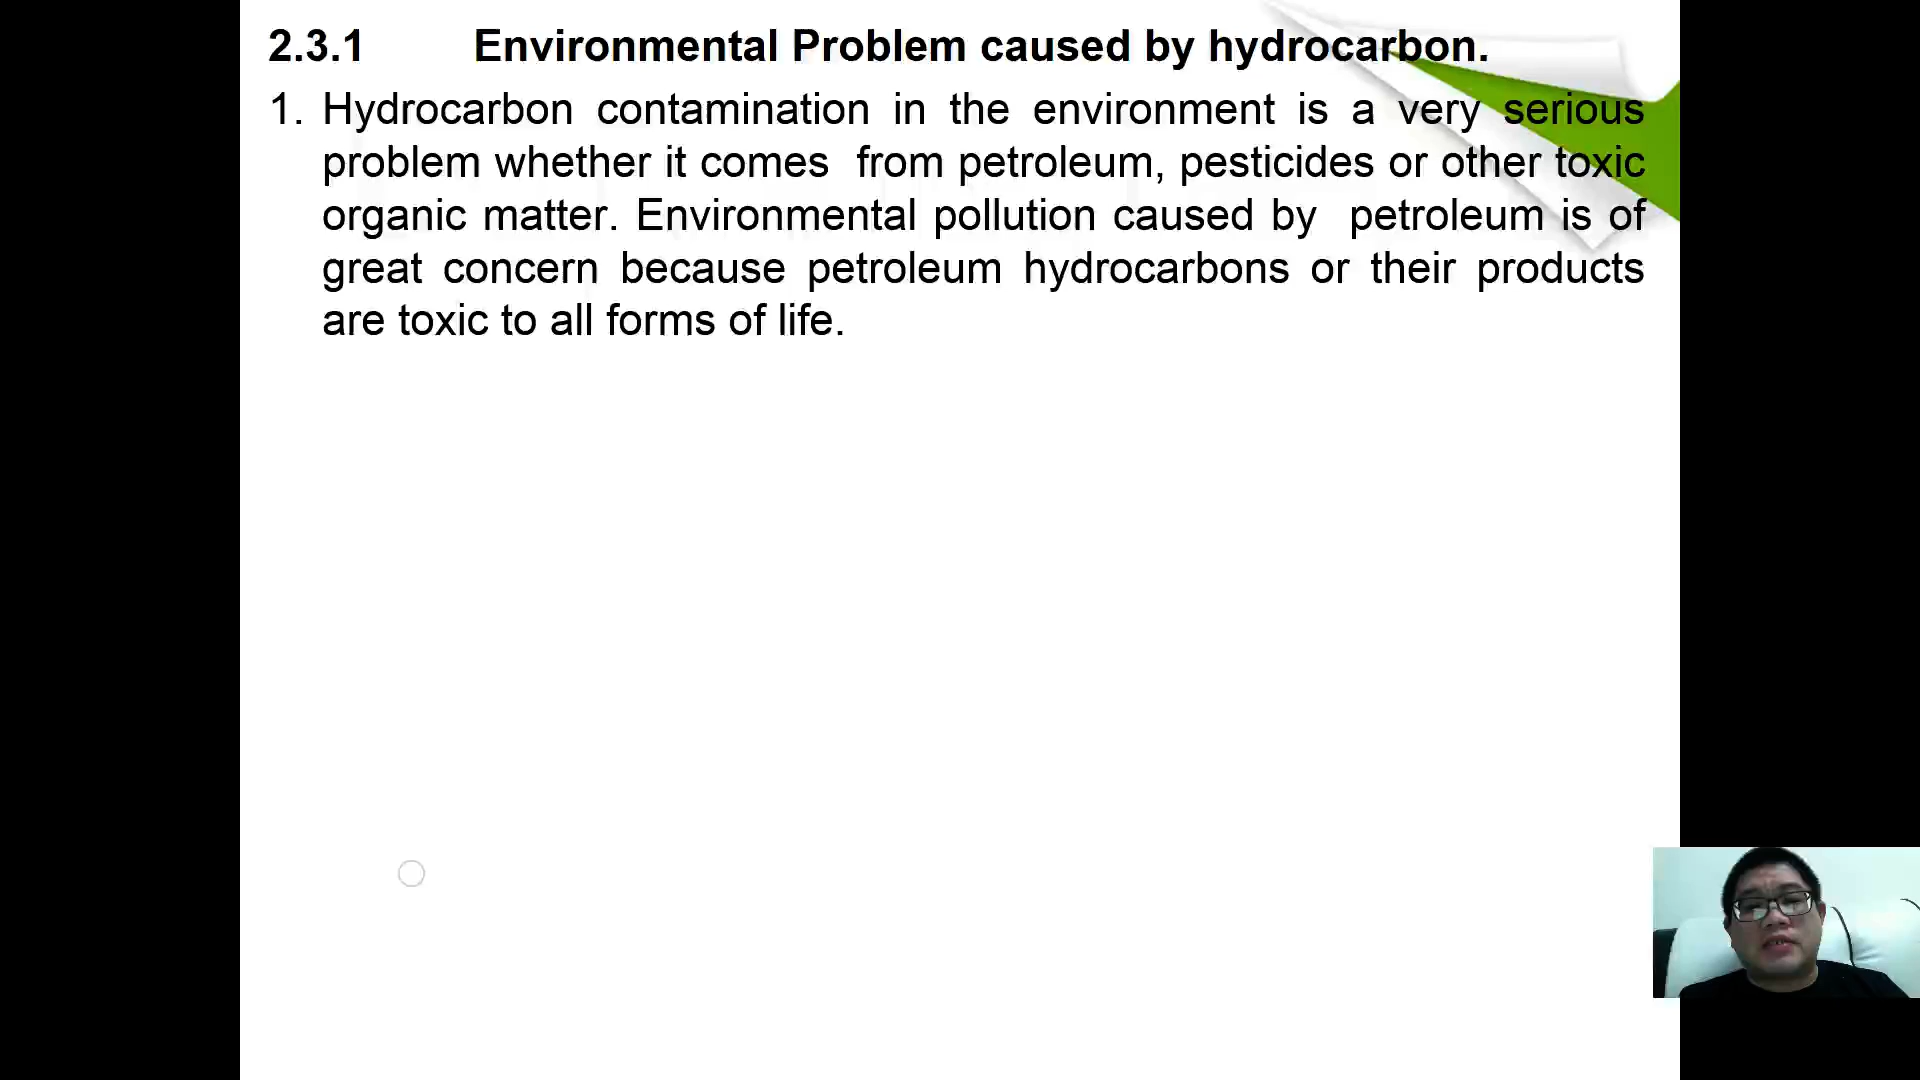 2.3.1 Environmental Problem caused by hydrocarbon.
1. Hydrocarbon contamination in the environment is a very serious
problem whether it comes from petroleum, pesticides or other toxic
organic matter. Environmental pollution caused by petroleum is of
great concern because petroleum hydrocarbons or their products
are toxic to all forms of life.